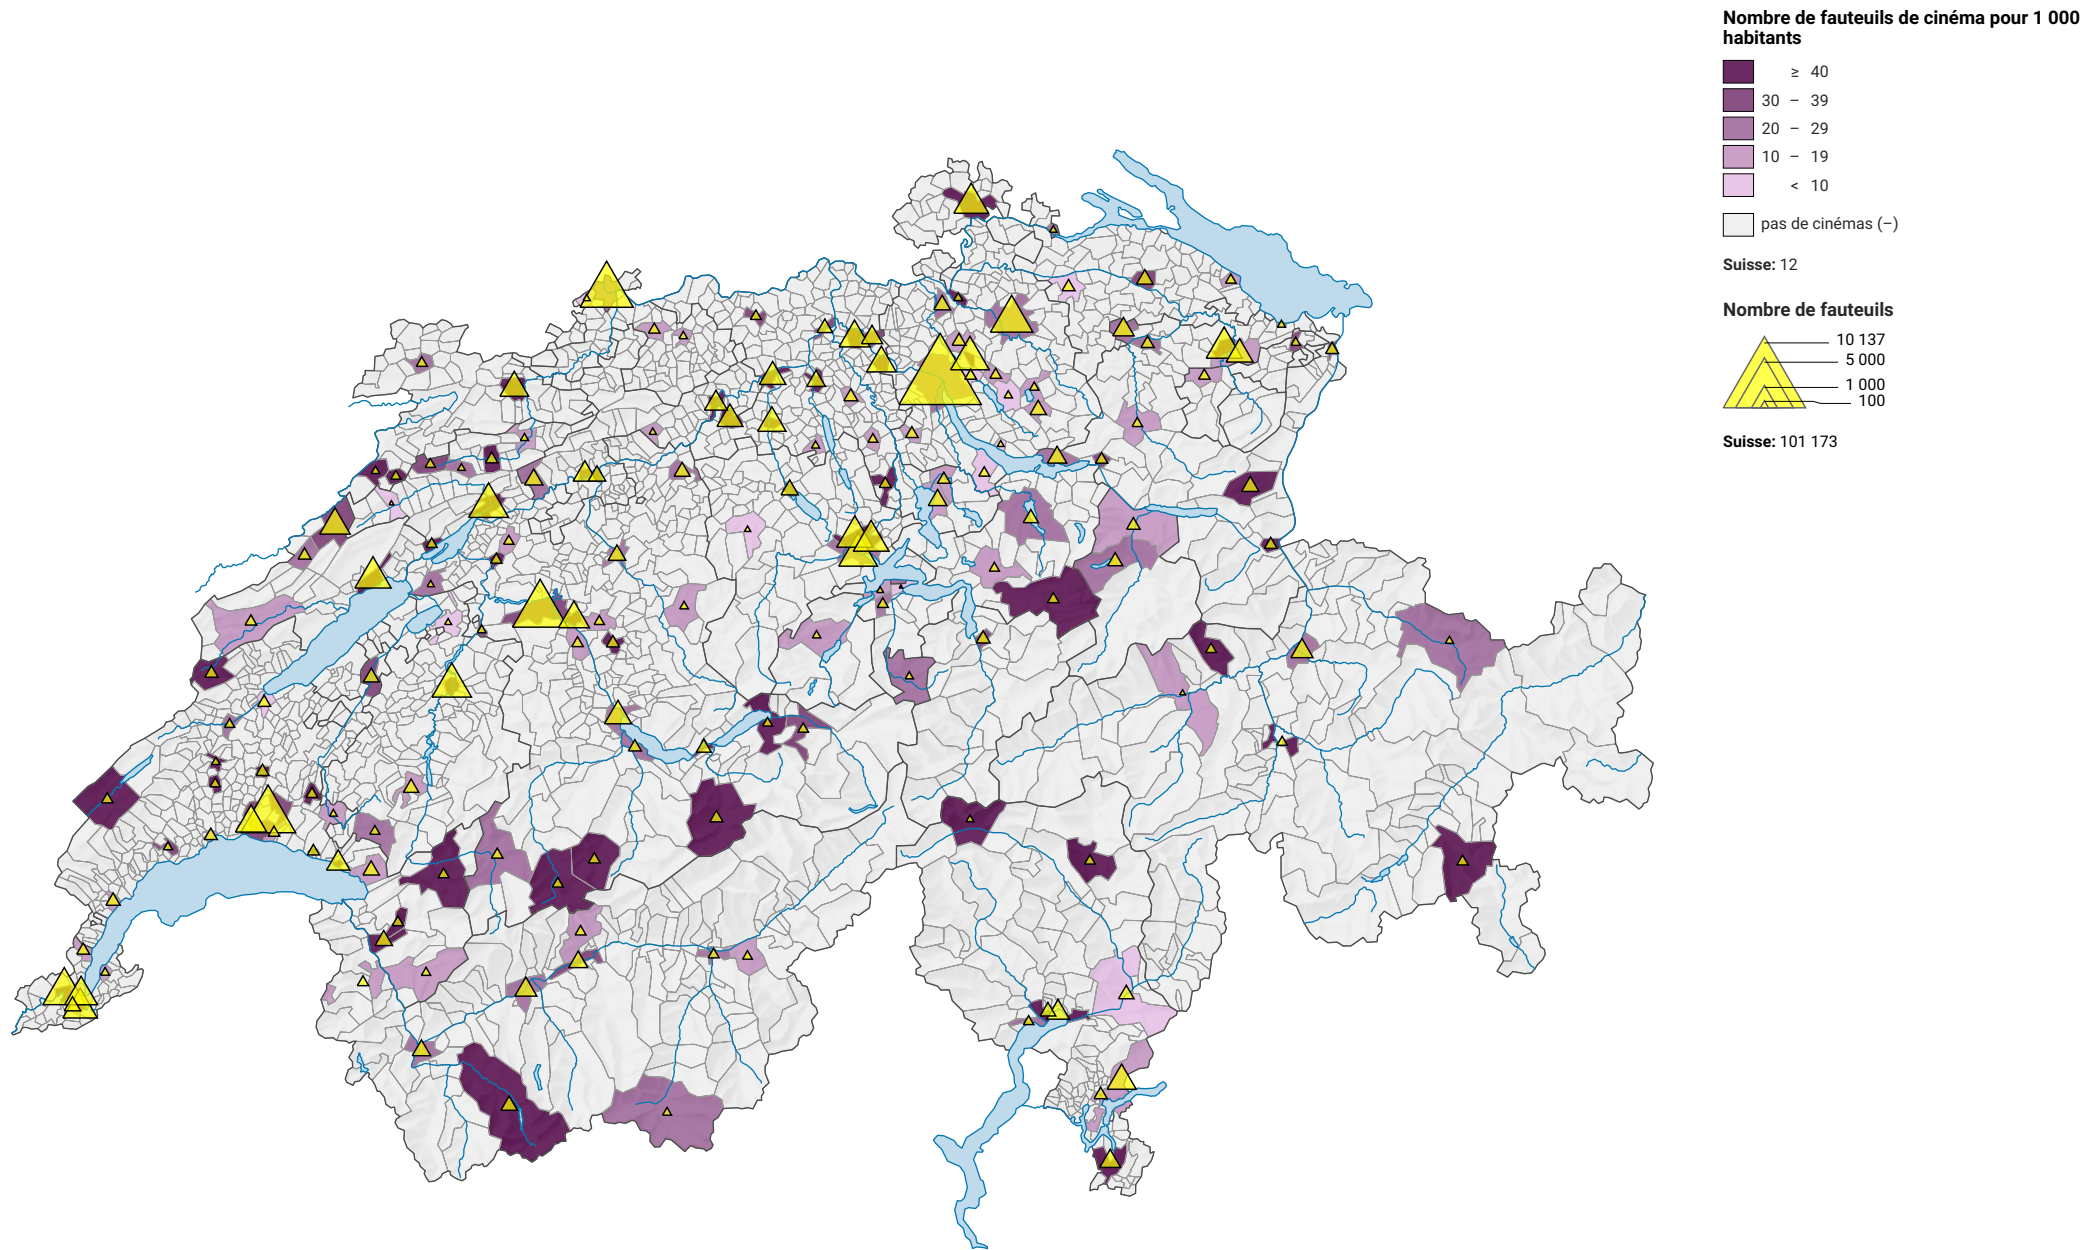 Nombre de fauteuils de cinéma pour 1 000
habitants
≥ 40
30 – 39
20 – 29
10 – 19
< 10
pas de cinémas (–)
Suisse: 12
Nombre de fauteuils
10 137
5 000
1 000
100
Suisse: 101 173